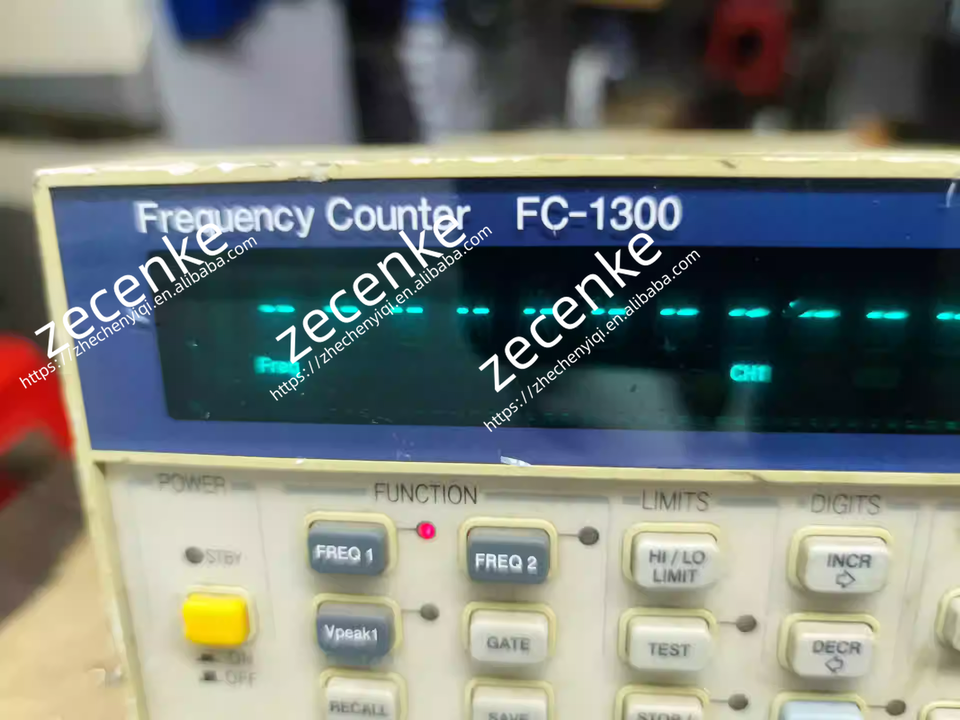 Frequency Counter FC-1300
zecenke
https://zhechenyiqi.en.alibaba.com
zecenke
https://zhechenyiqi.en.alibaba.com
zecenke
https://zhechenyiqi.en.alibaba.com
-- -- -- -- -- -- -- -- -- --
Freq CH1
POWER FUNCTION LIMITS DIGITS
STBY
FREQ 1 FREQ 2 HI / LO LIMIT INCR
Vpeak1 GATE TEST DECR
ON
OFF
RECALL SAVE STOP /